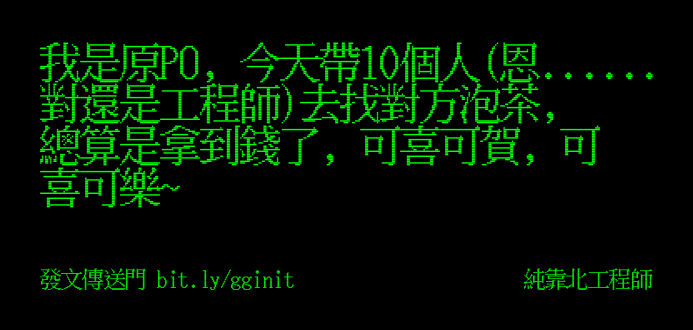 我是原PO, 今天帶10個人(恩......
對還是工程師)去找對方泡茶,
總算是拿到錢了, 可喜可賀, 可
喜可樂~
發文傳送門 bit.ly/gginit
純靠北工程師